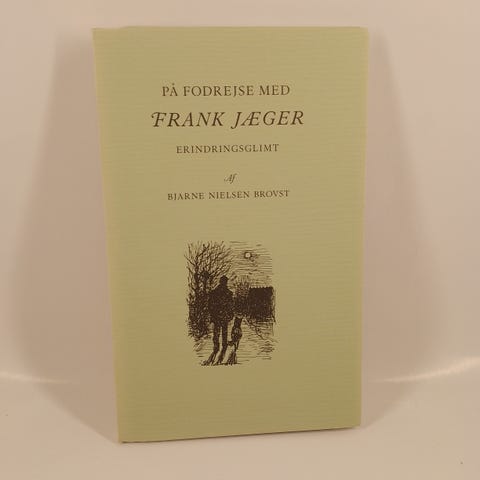 PÅ FODREJSE MED
FRANK JÆGER
ERINDRINGSGLIMT
Af
BJARNE NIELSEN BROVST